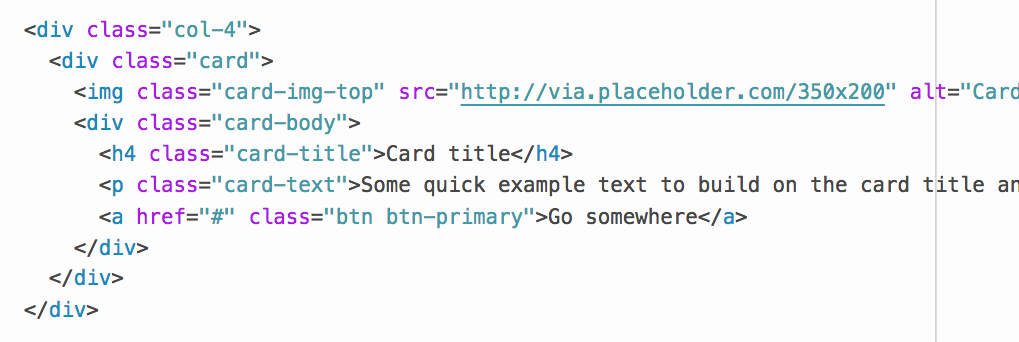 <div class="col-4">
<div class="card">
<img class="card-img-top" src="http://via.placeholder.com/350x200" alt="Card
<div class="card-body">
<h4 class="card-title">Card title</h4>
<p class="card-text">Some quick example text to build on the card title an
<a href="#" class="btn btn-primary">Go somewhere</a>
</div>
</div>
</div>